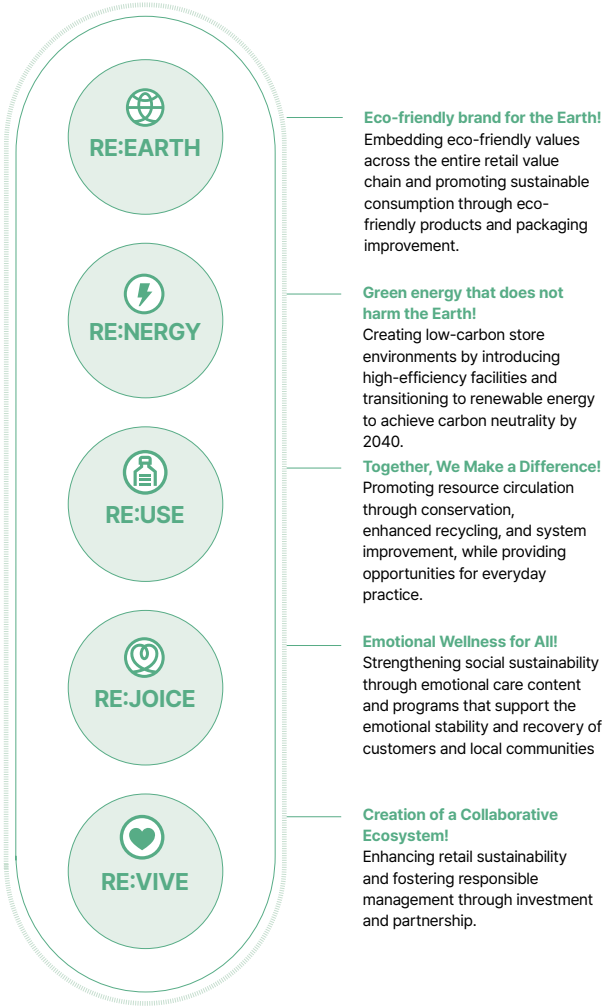 RE:EARTH
Eco-friendly brand for the Earth!
Embedding eco-friendly values
across the entire retail value
chain and promoting sustainable
consumption through eco-
friendly products and packaging
improvement.
RE:NERGY
Green energy that does not
harm the Earth!
Creating low-carbon store
environments by introducing
high-efficiency facilities and
transitioning to renewable energy
to achieve carbon neutrality by
2040.
RE:USE
Together, We Make a Difference!
Promoting resource circulation
through conservation,
enhanced recycling, and system
improvement, while providing
opportunities for everyday
practice.
RE:JOICE
Emotional Wellness for All!
Strengthening social sustainability
through emotional care content
and programs that support the
emotional stability and recovery of
customers and local communities
RE:VIVE
Creation of a Collaborative
Ecosystem!
Enhancing retail sustainability
and fostering responsible
management through investment
and partnership.